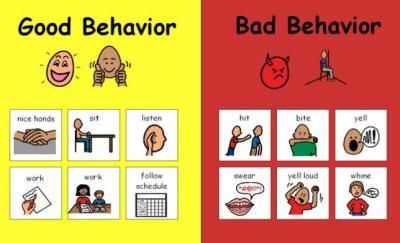 Good Behavior
nice hands
sit
listen
work
work
follow
schedule
Bad Behavior
hit
bite
yell
swear
yell loud
whine
"@#!?*!